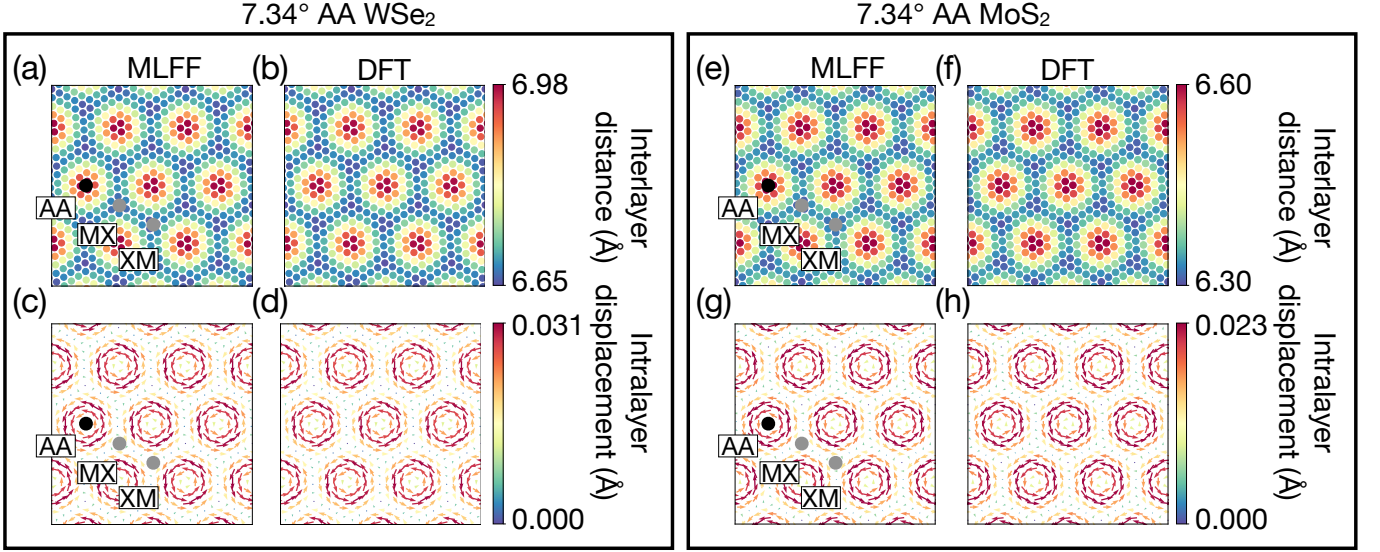 7.34° AA WSe₂
7.34° AA MoS₂
(a) MLFF (b) DFT
6.98
6.65
Interlayer
distance (Å)
AA
MX
XM
(c) (d)
0.031
0.000
Intralayer
displacement (Å)
AA
MX
XM
(e) MLFF (f) DFT
6.60
6.30
Interlayer
distance (Å)
AA
MX
XM
(g) (h)
0.023
0.000
Intralayer
displacement (Å)
AA
MX
XM